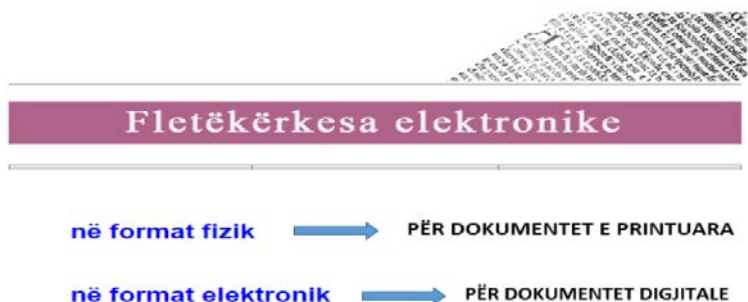 Fletëkërkesa elektronike
në format fizik PËR DOKUMENTET E PRINTUARA
në format elektronik PËR DOKUMENTET DIGJITALE